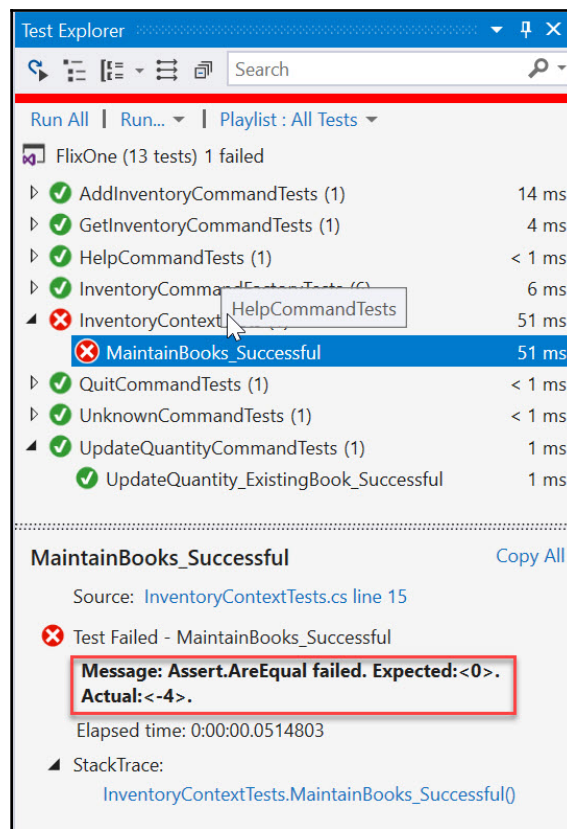 Test Explorer
Search
Run All | Run... | Playlist : All Tests
FlixOne (13 tests) 1 failed
AddInventoryCommandTests (1) 14 ms
GetInventoryCommandTests (1) 4 ms
HelpCommandTests (1) < 1 ms
InventoryCommandFactoryTests (6) 6 ms
HelpCommandTests
InventoryContext 51 ms
MaintainBooks_Successful 51 ms
QuitCommandTests (1) < 1 ms
UnknownCommandTests (1) < 1 ms
UpdateQuantityCommandTests (1) 1 ms
UpdateQuantity_ExistingBook_Successful 1 ms
MaintainBooks_Successful Copy All
Source: InventoryContextTests.cs line 15
Test Failed - MaintainBooks_Successful
Message: Assert.AreEqual failed. Expected:<0>.
Actual:<-4>.
Elapsed time: 0:00:00.0514803
StackTrace:
InventoryContextTests.MaintainBooks_Successful()